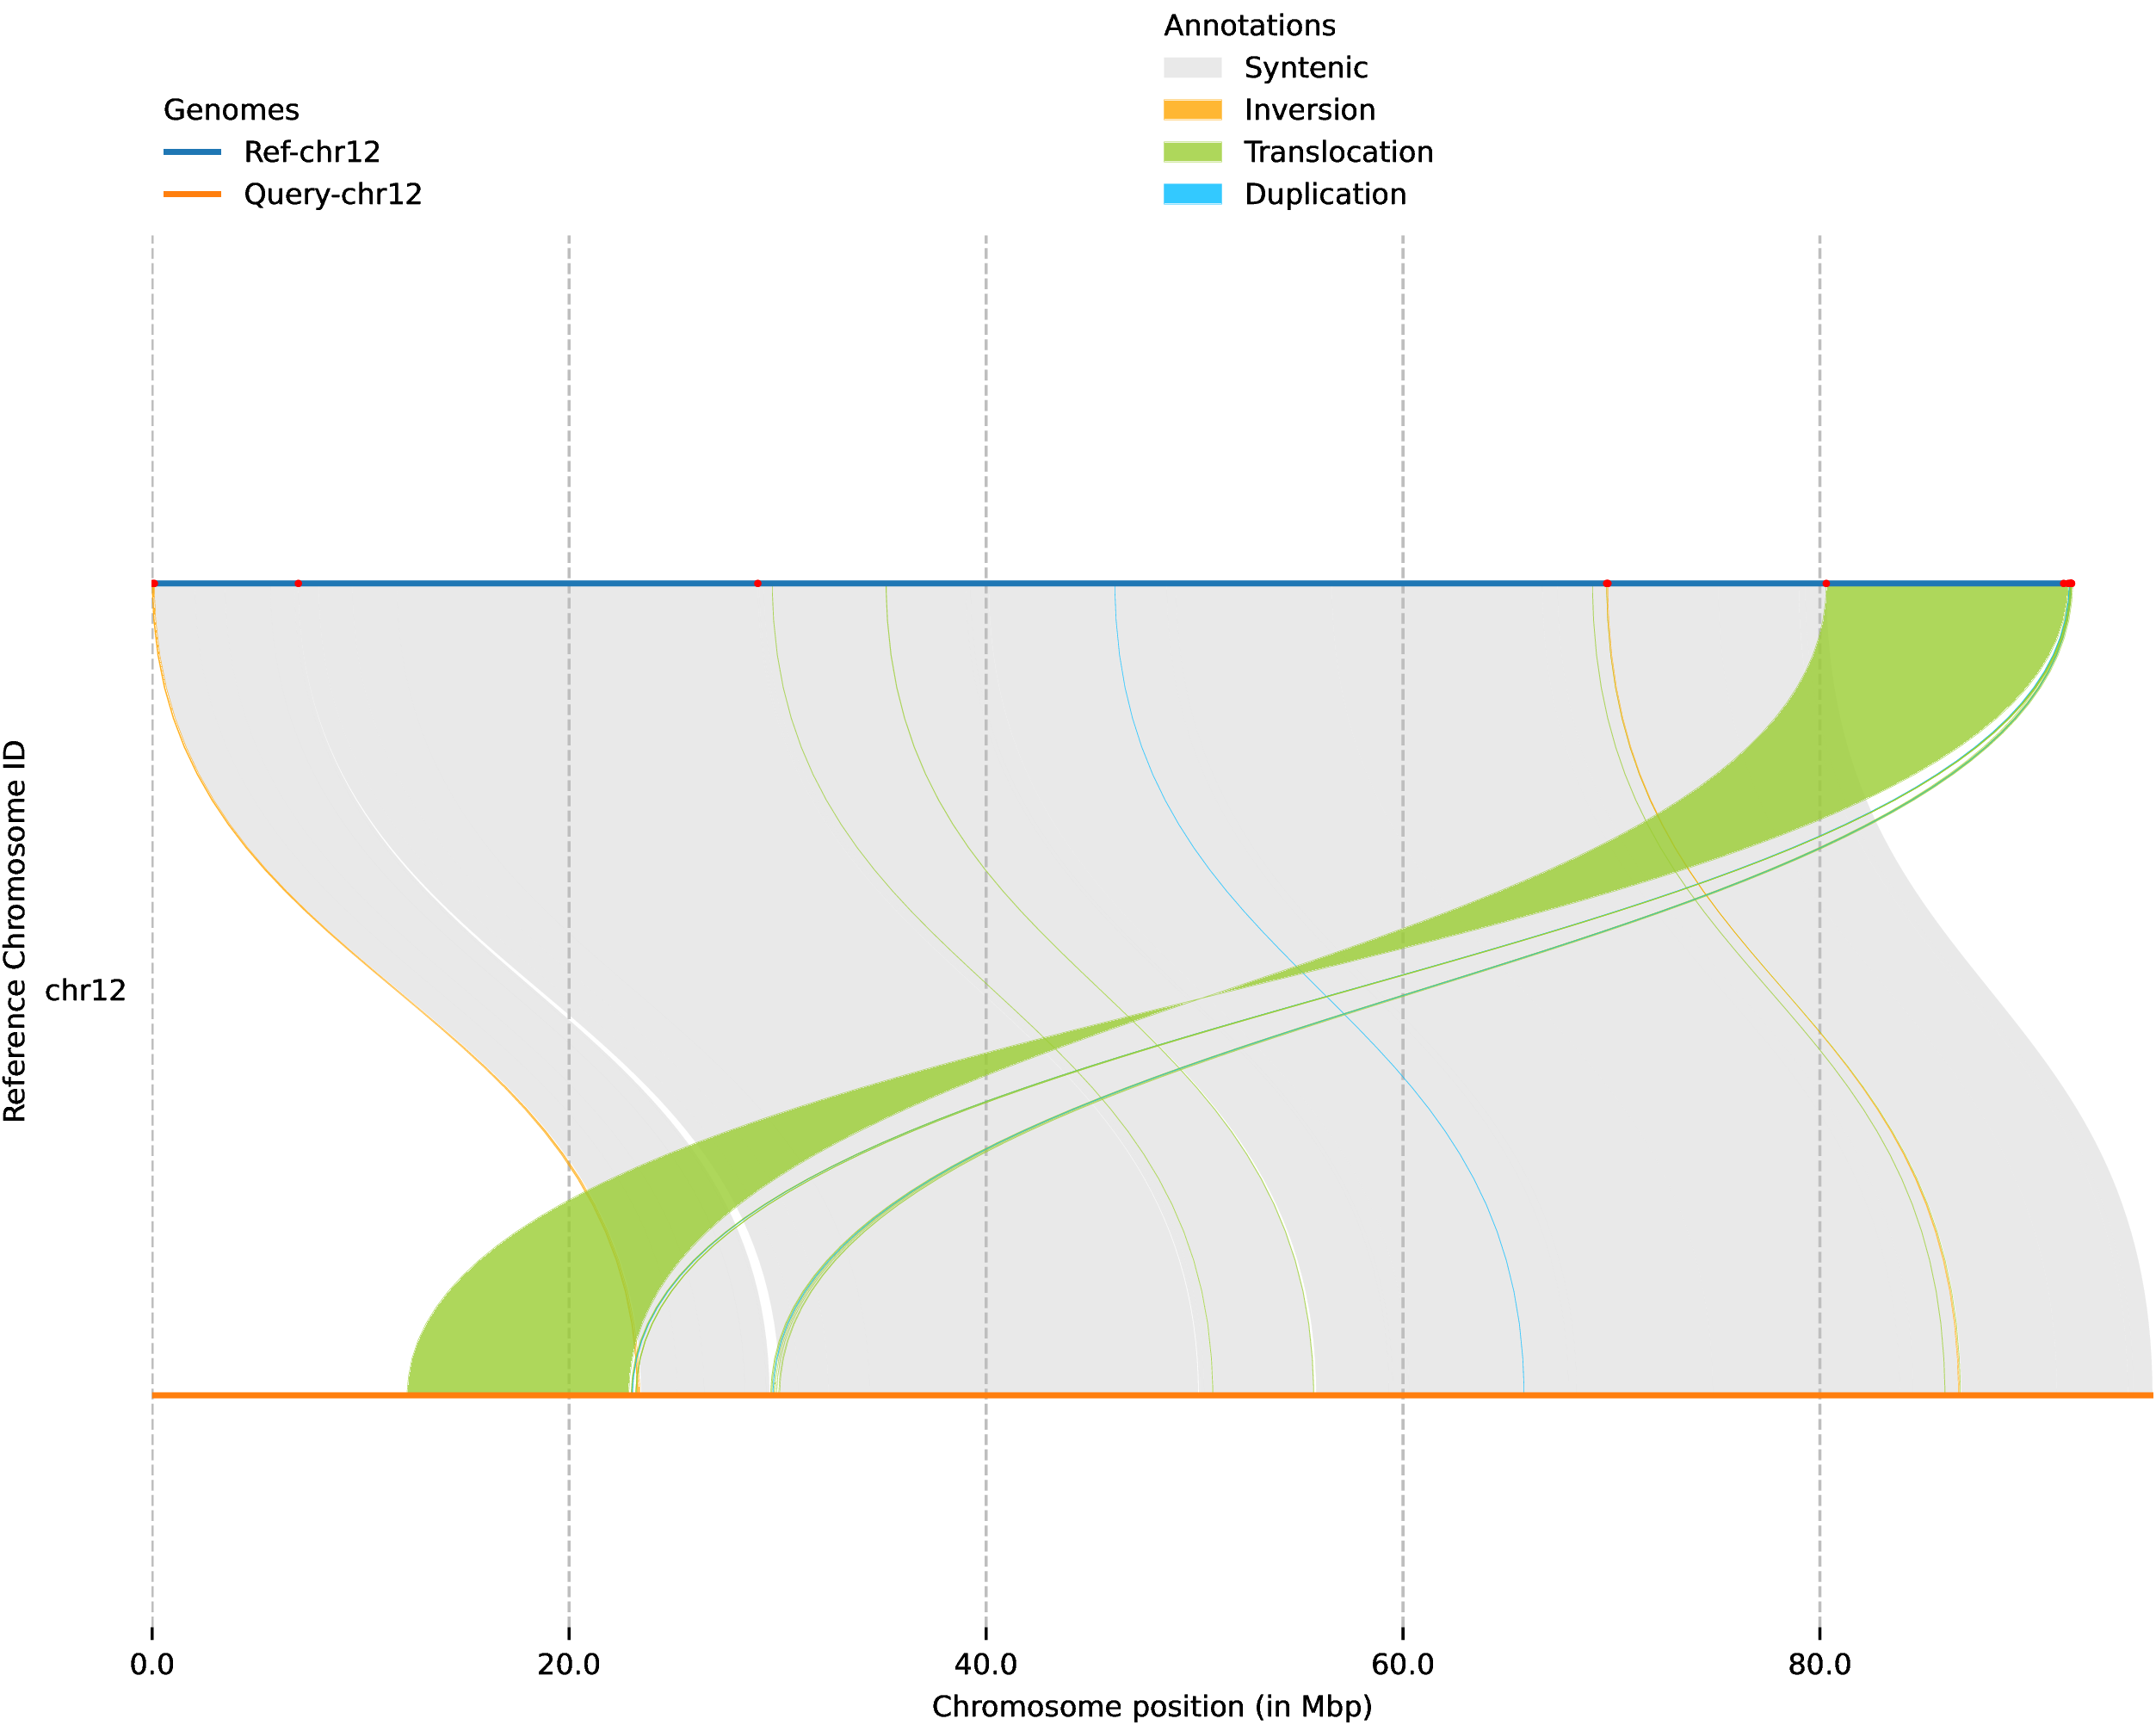 Genomes
Ref-chr12
Query-chr12
Annotations
Syntenic
Inversion
Translocation
Duplication
Reference Chromosome ID
chr12
0.0 20.0 40.0 60.0 80.0
Chromosome position (in Mbp)